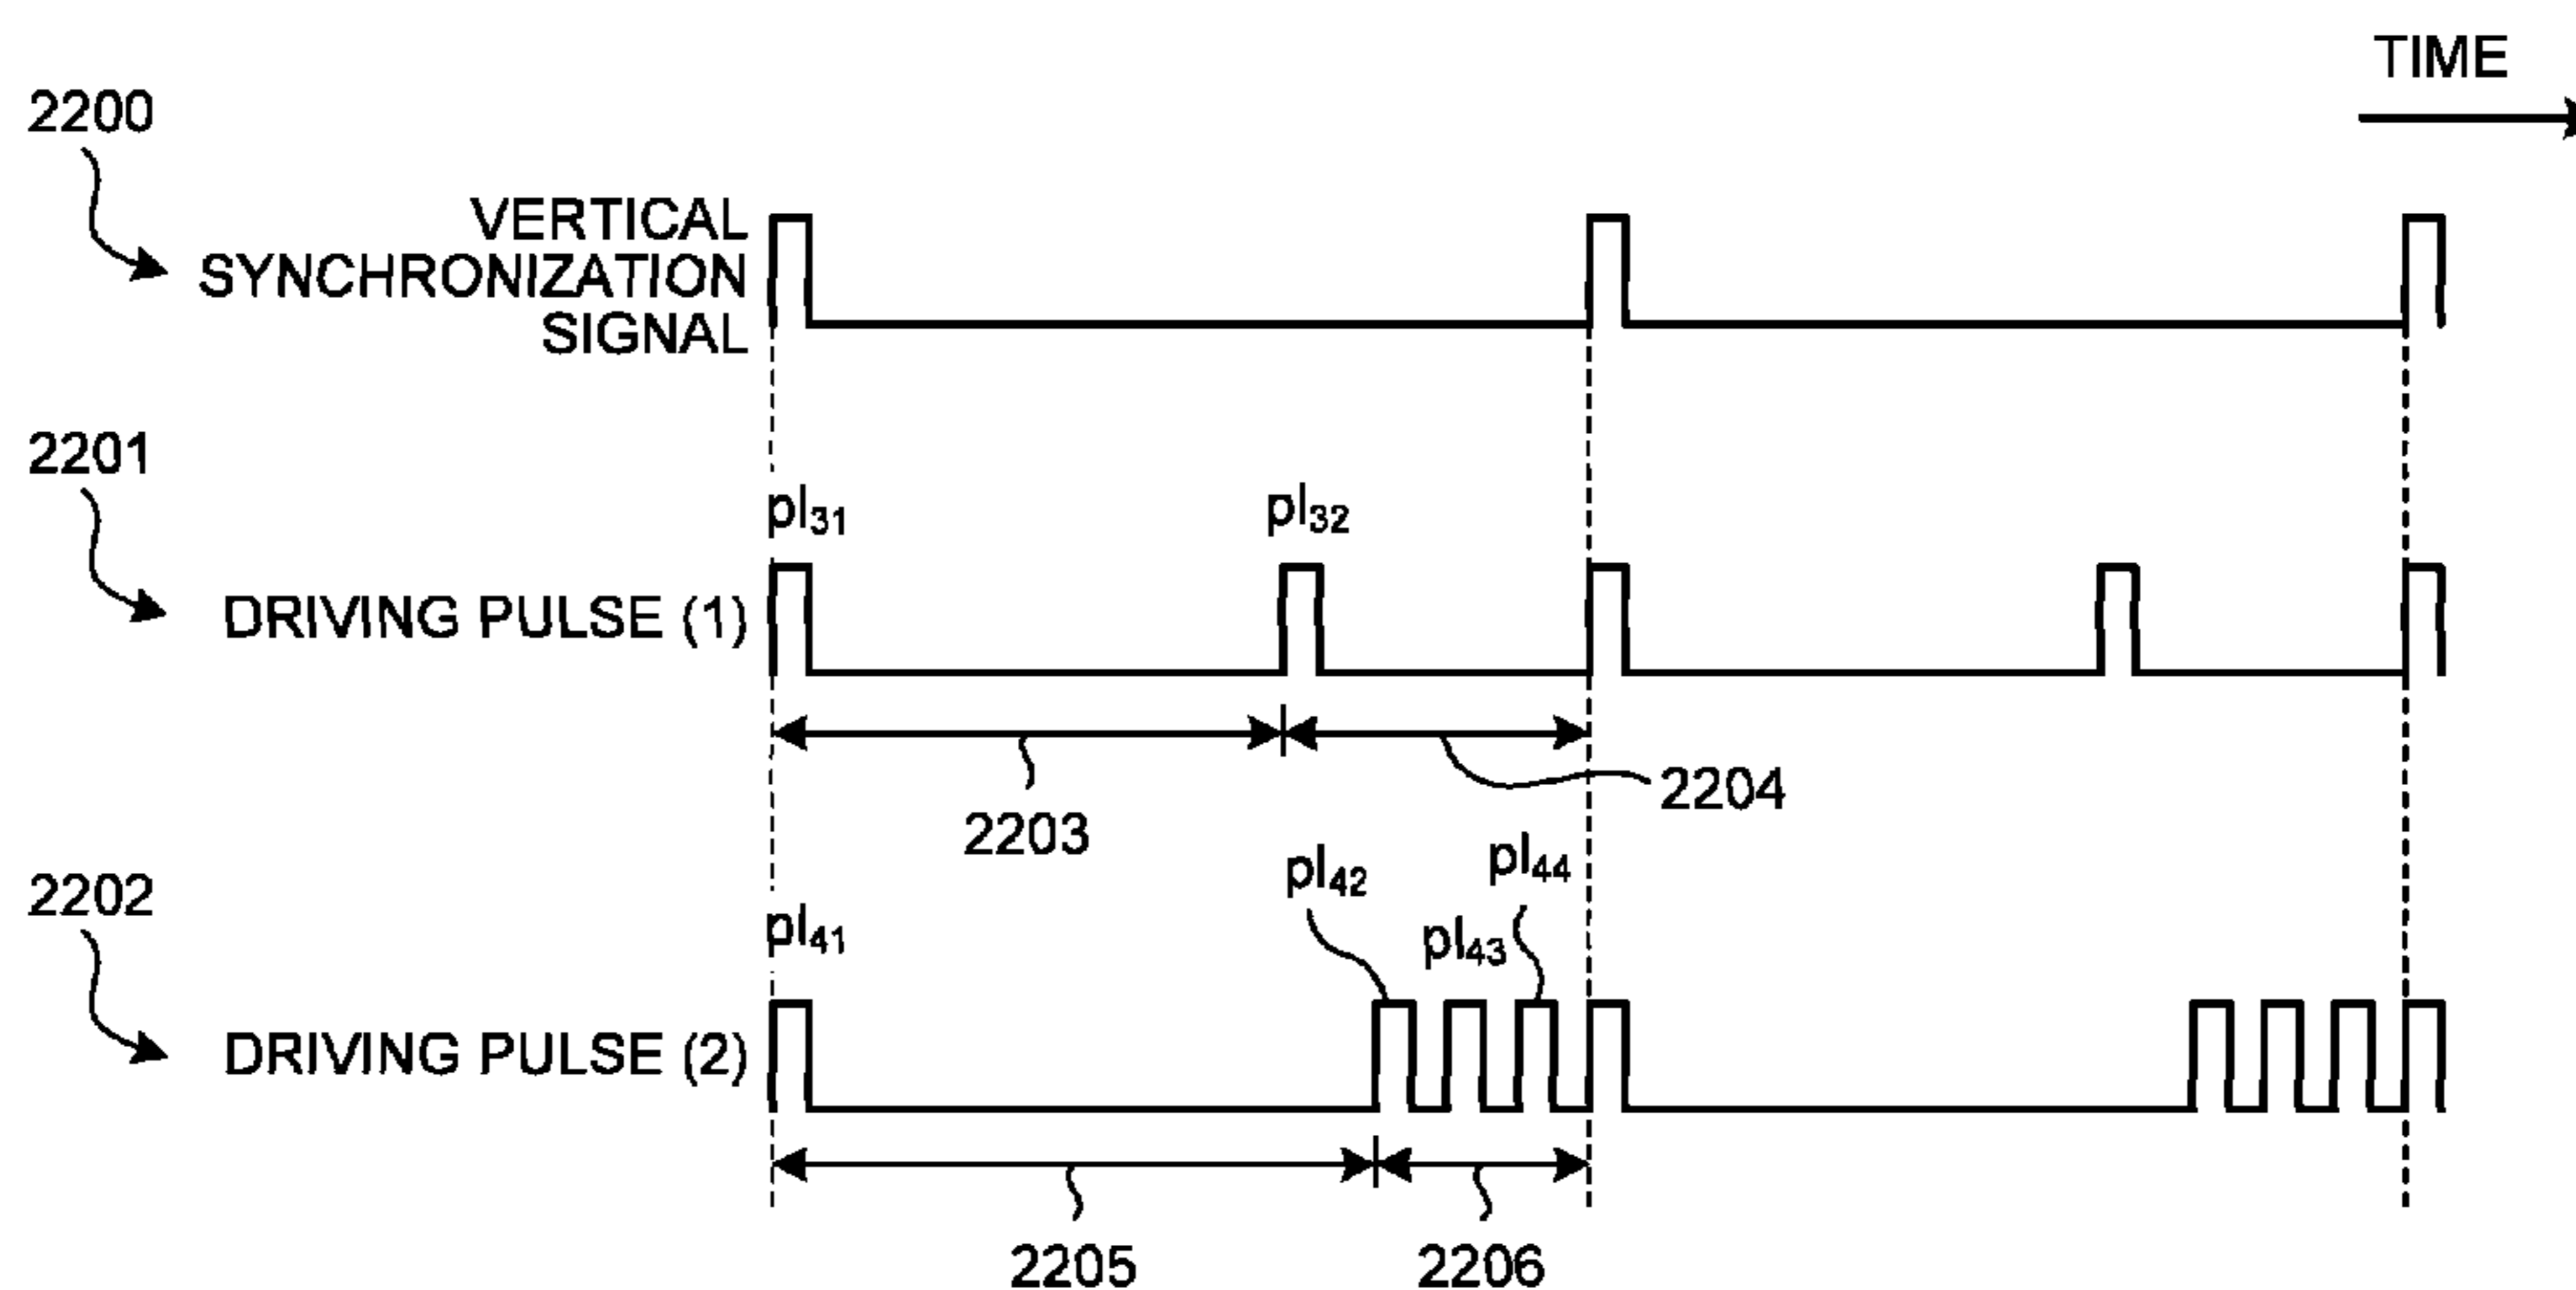 TIME
2200
VERTICAL
SYNCHRONIZATION
SIGNAL
2201
pl31
pl32
DRIVING PULSE (1)
2203
2204
2202
pl41
pl42
pl43
pl44
DRIVING PULSE (2)
2205
2206